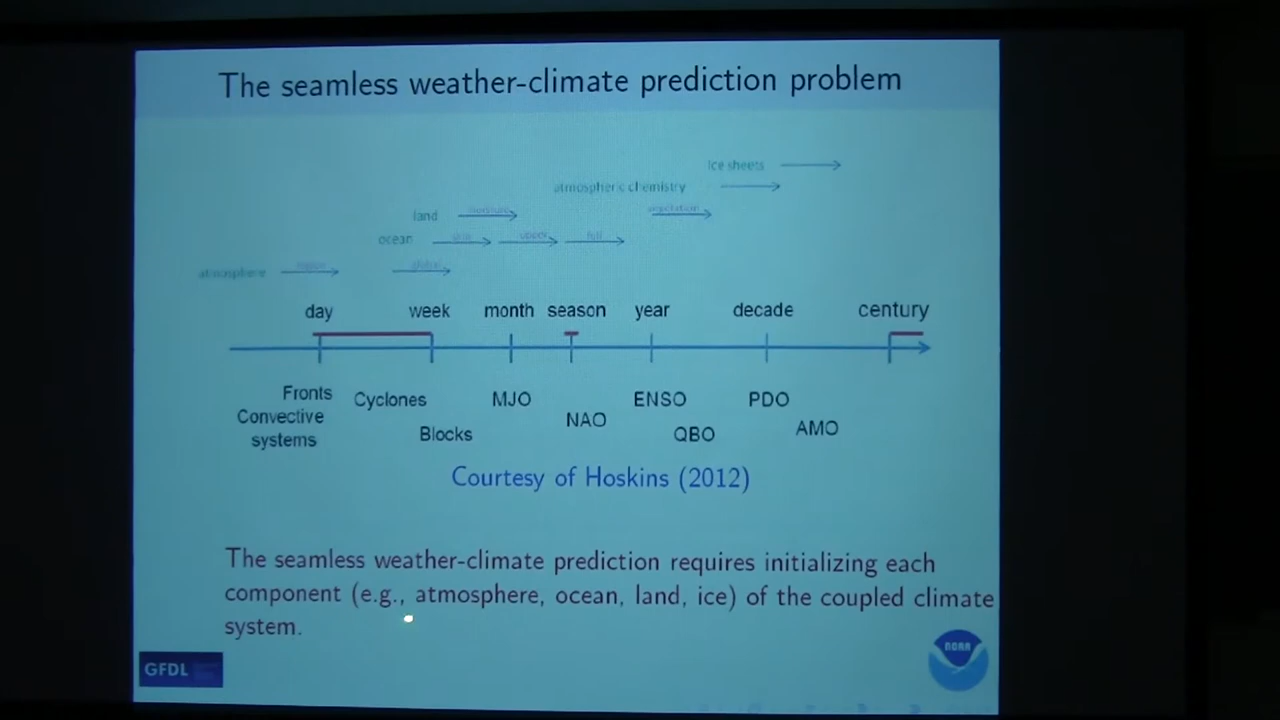 The seamless weather-climate prediction problem
Ice sheets
atmospheric chemistry
vegetation
land moisture
ocean skin upper full
atmosphere
day week month season year decade century
Fronts Cyclones MJO ENSO PDO
Convective NAO AMO
systems Blocks QBO
Courtesy of Hoskins (2012)
The seamless weather-climate prediction requires initializing each
component (e.g., atmosphere, ocean, land, ice) of the coupled climate
system.
GFDL
NOAA